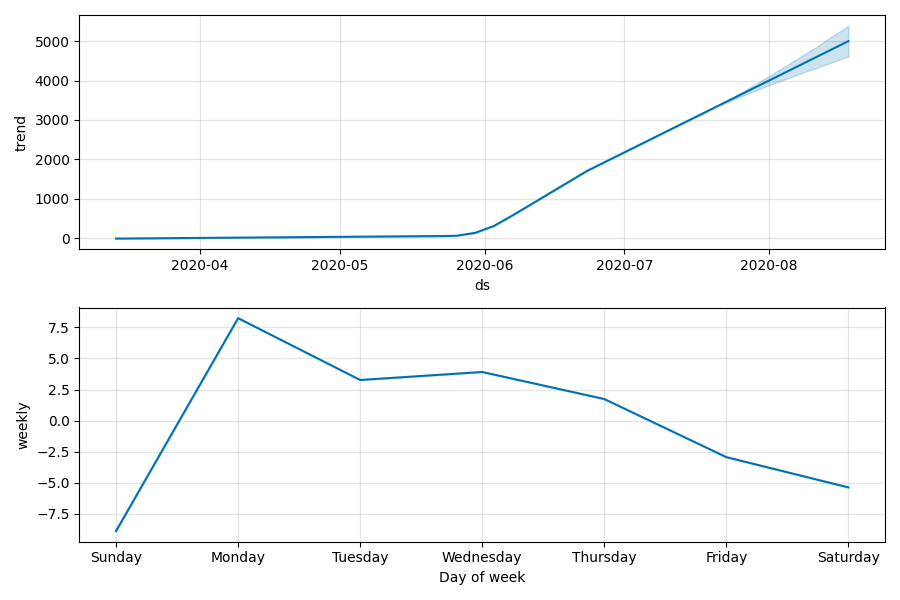 5000
4000
3000
2000
1000
0
trend
2020-04 2020-05 2020-06 2020-07 2020-08
ds
7.5
5.0
2.5
0.0
−2.5
−5.0
−7.5
weekly
Sunday Monday Tuesday Wednesday Thursday Friday Saturday
Day of week